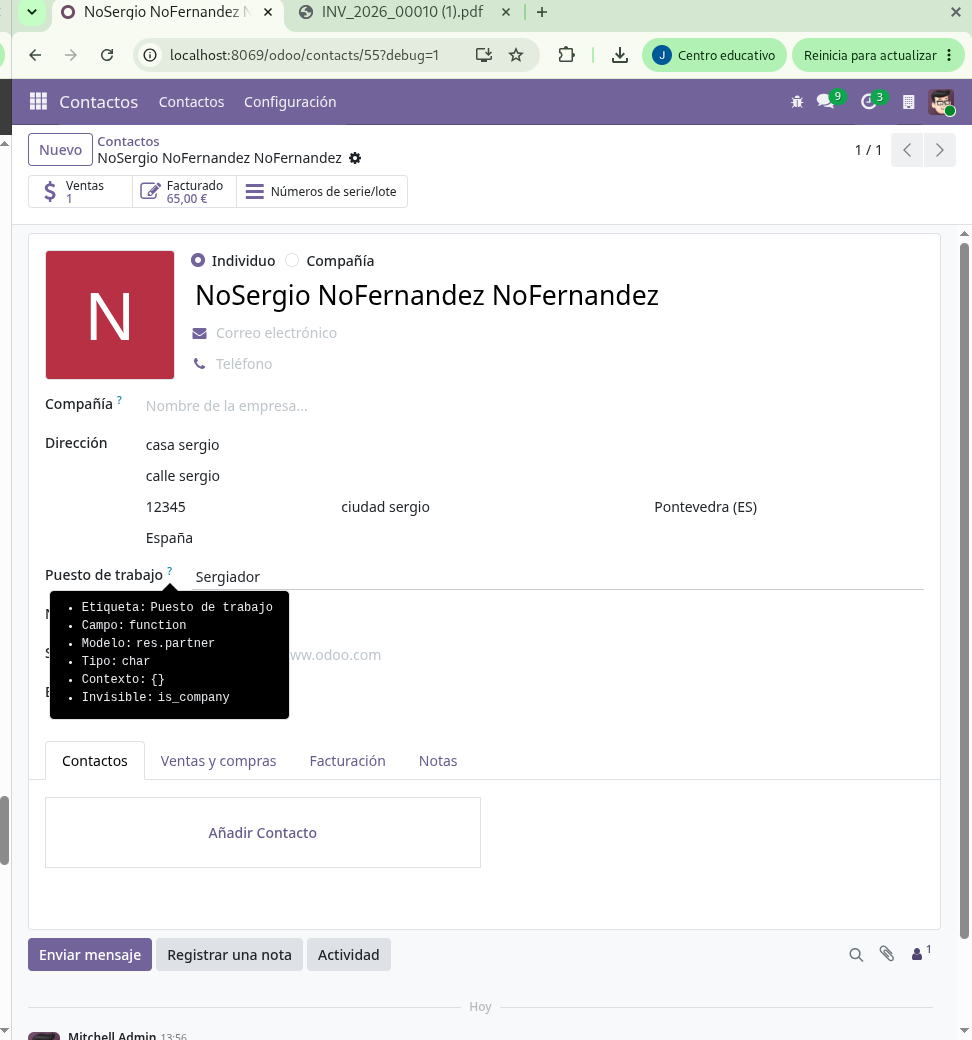 NoSergio NoFernandez N
INV_2026_00010 (1).pdf
localhost:8069/odoo/contacts/55?debug=1
J
Centro educativo
Reinicia para actualizar
Contactos
Contactos
Configuración
9
3
Nuevo
Contactos
NoSergio NoFernandez NoFernandez
1 / 1
Ventas
1
Facturado
65,00 €
Números de serie/lote
N
Individuo
Compañía
NoSergio NoFernandez NoFernandez
Correo electrónico
Teléfono
Compañía ?
Nombre de la empresa...
Dirección
casa sergio
calle sergio
12345
ciudad sergio
Pontevedra (ES)
España
Puesto de trabajo ?
Sergiador
• Etiqueta: Puesto de trabajo
• Campo: function
• Modelo: res.partner
• Tipo: char
• Contexto: {}
• Invisible: is_company
ww.odoo.com
Contactos
Ventas y compras
Facturación
Notas
Añadir Contacto
Enviar mensaje
Registrar una nota
Actividad
1
Hoy
Mitchell Admin 13:56